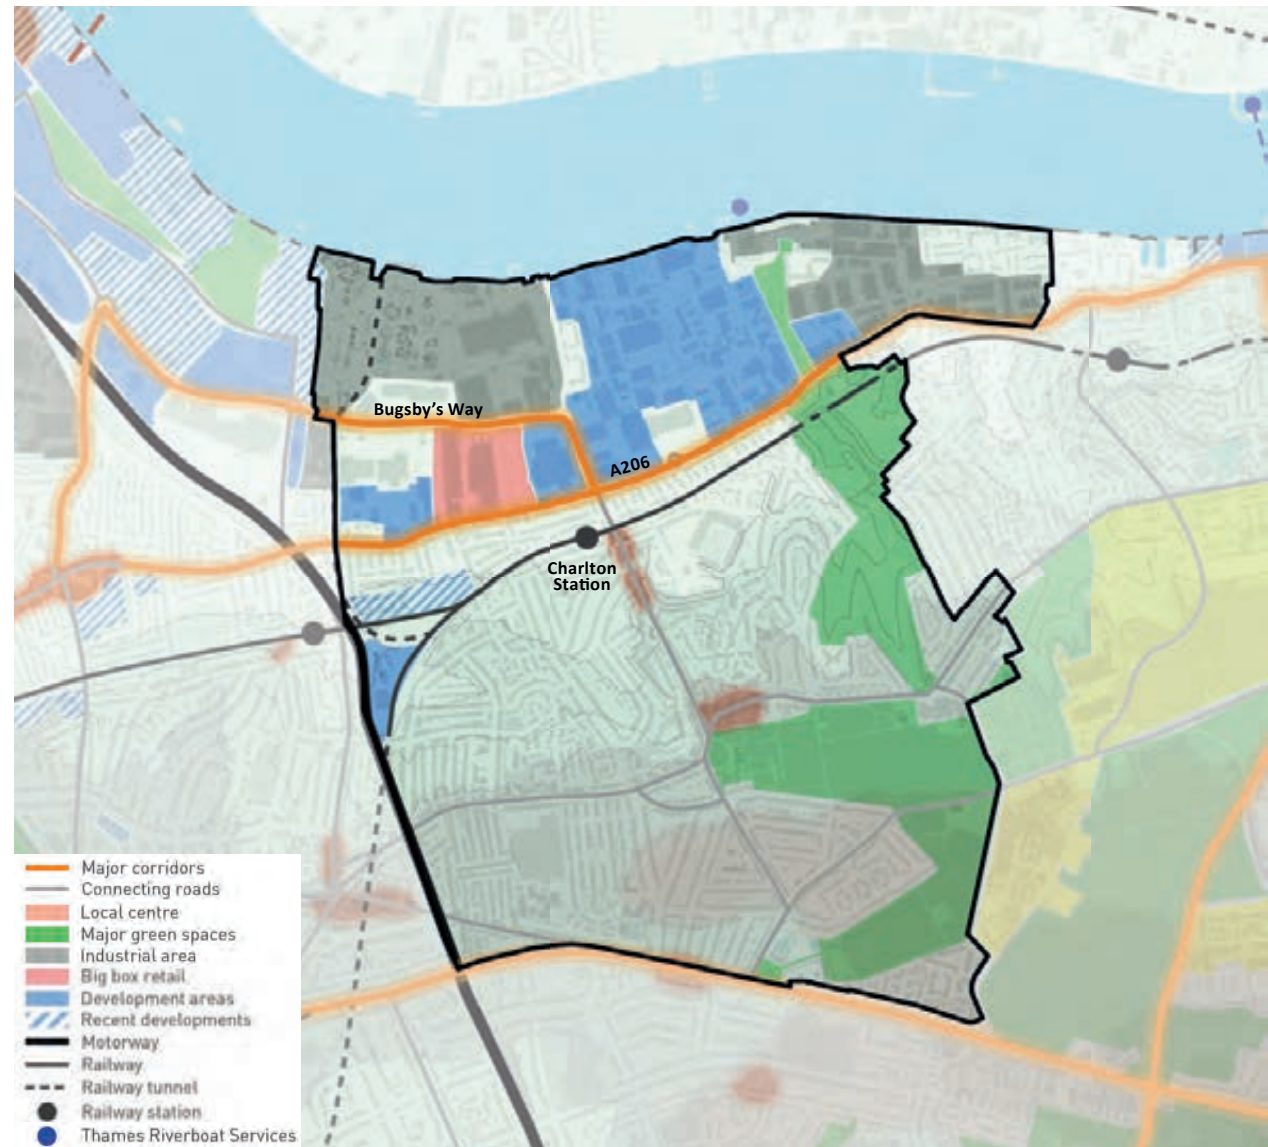 Bugsby's Way
A206
Charlton
Station
Major corridors
Connecting roads
Local centre
Major green spaces
Industrial area
Big box retail
Development areas
Recent developments
Motorway
Railway
Railway tunnel
Railway station
Thames Riverboat Services